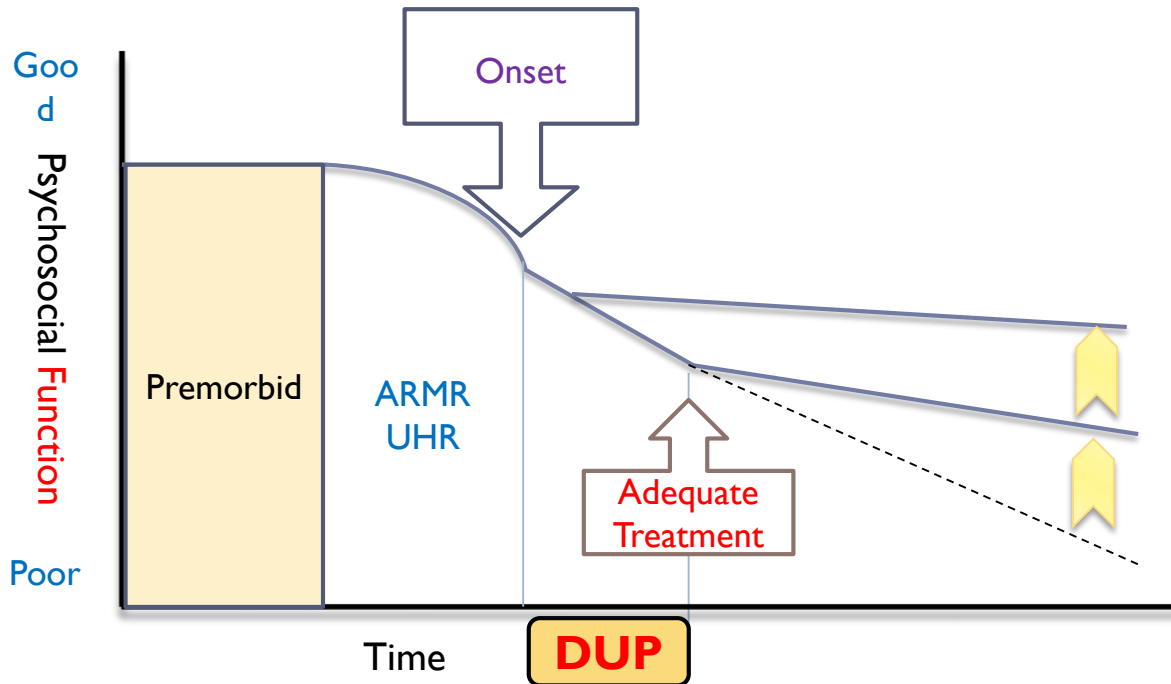 Goo
d
Psychosocial Function
Poor
Onset
Premorbid
ARMR
UHR
Adequate
Treatment
Time
DUP